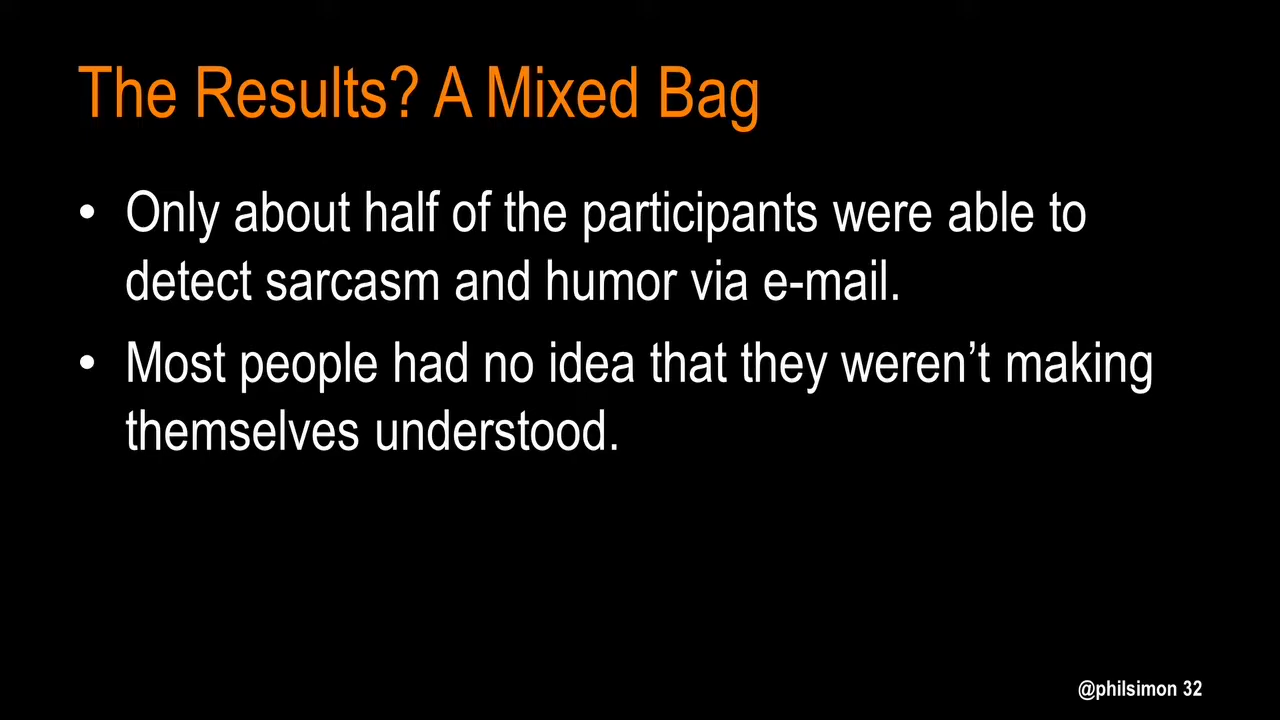 The Results? A Mixed Bag
• Only about half of the participants were able to
detect sarcasm and humor via e-mail.
• Most people had no idea that they weren’t making
themselves understood.
@philsimon 32